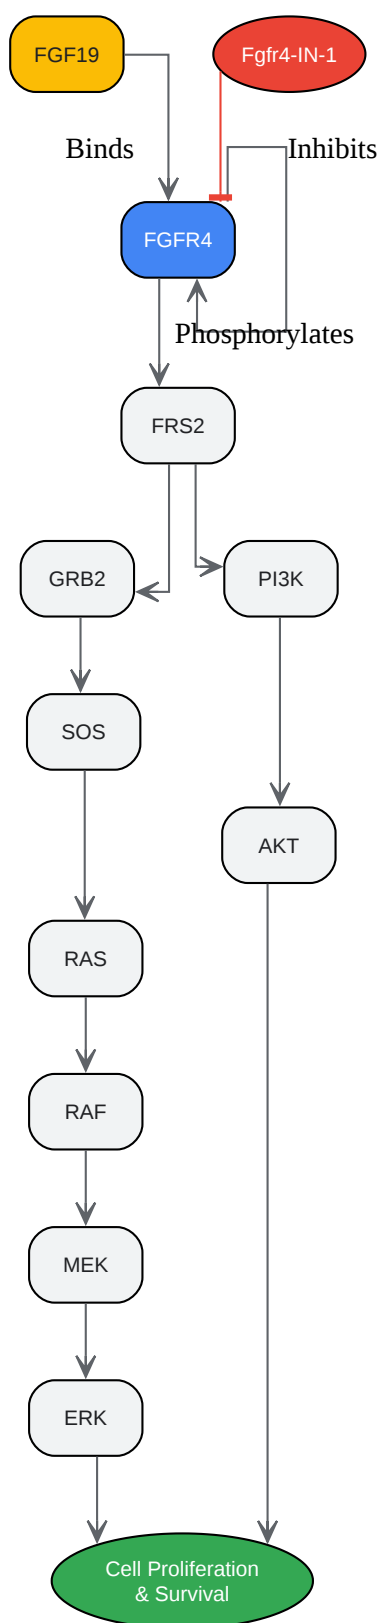 FGF19
Fgfr4-IN-1
Binds
Inhibits
FGFR4
Phosphorylates
FRS2
GRB2
PI3K
SOS
AKT
RAS
RAF
MEK
ERK
Cell Proliferation
& Survival